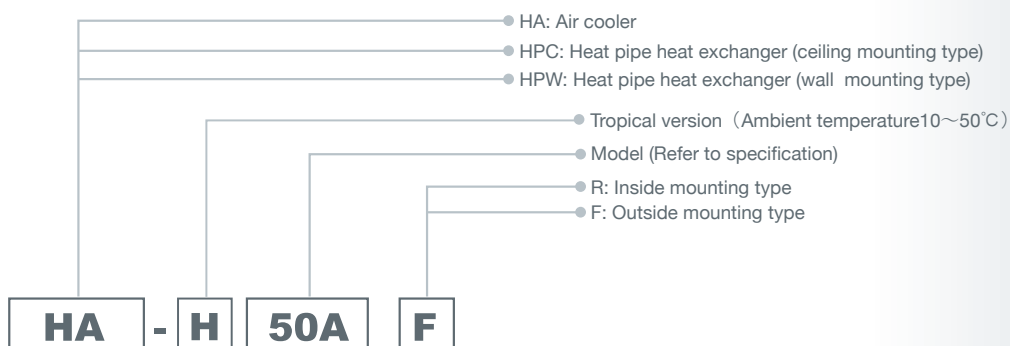 HA: Air cooler
HPC: Heat pipe heat exchanger (ceiling mounting type)
HPW: Heat pipe heat exchanger (wall mounting type)
Tropical version（Ambient temperature10～50℃）
Model (Refer to specification)
R: Inside mounting type
F: Outside mounting type
HA - H 50A F